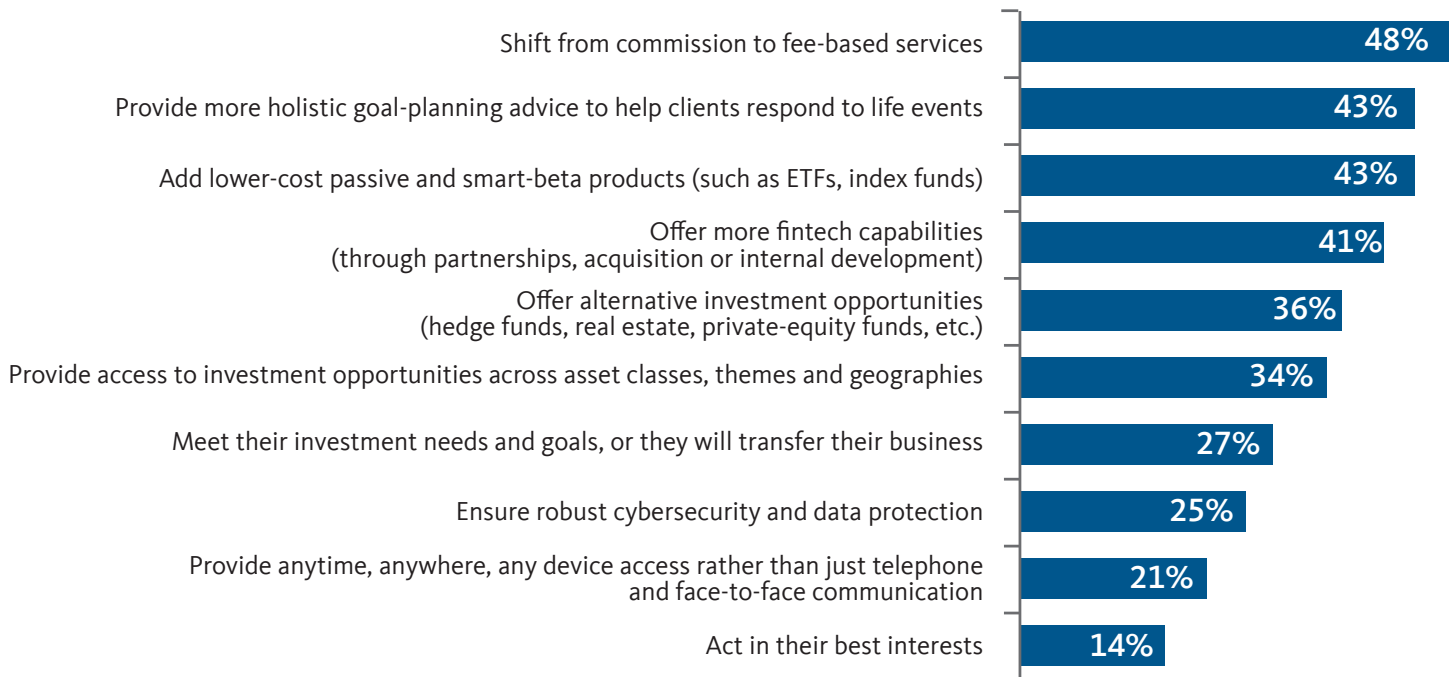 Shift from commission to fee-based services
48%
Provide more holistic goal-planning advice to help clients respond to life events
43%
Add lower-cost passive and smart-beta products (such as ETFs, index funds)
43%
Offer more fintech capabilities
(through partnerships, acquisition or internal development)
41%
Offer alternative investment opportunities
(hedge funds, real estate, private-equity funds, etc.)
36%
Provide access to investment opportunities across asset classes, themes and geographies
34%
Meet their investment needs and goals, or they will transfer their business
27%
Ensure robust cybersecurity and data protection
25%
Provide anytime, anywhere, any device access rather than just telephone
and face-to-face communication
21%
Act in their best interests
14%